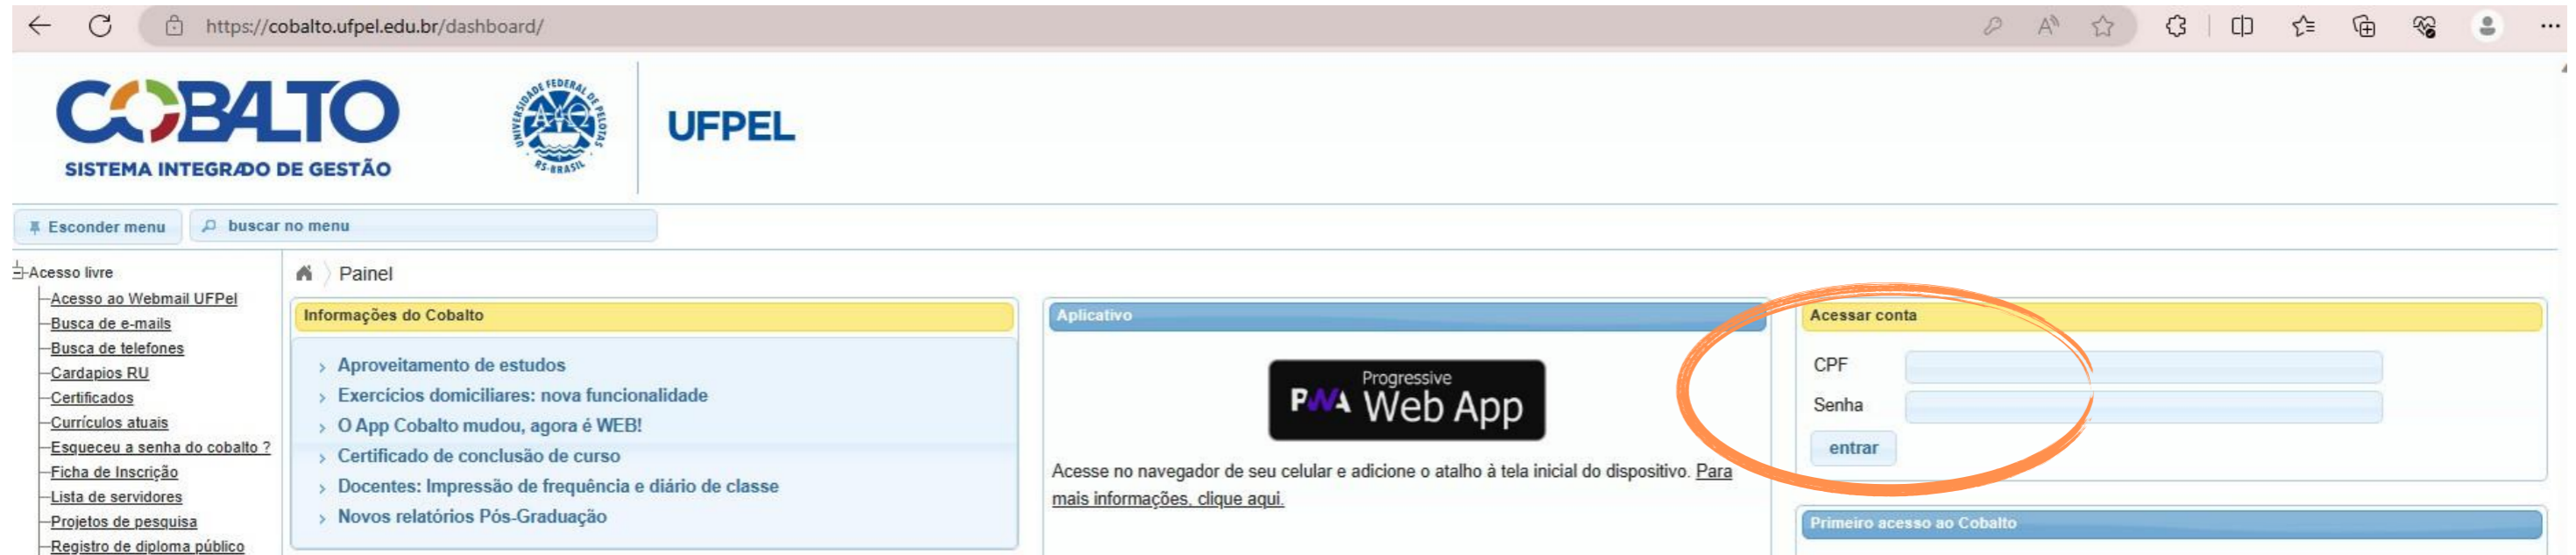 https://cobalto.ufpel.edu.br/dashboard/
COBALTO
SISTEMA INTEGRADO DE GESTÃO
UNIVERSIDADE FEDERAL DE PELOTAS
RS-BRASIL
UFPEL
Esconder menu
buscar no menu
Acesso livre
Acesso ao Webmail UFPel
Busca de e-mails
Busca de telefones
Cardapios RU
Certificados
Currículos atuais
Esqueceu a senha do cobalto ?
Ficha de Inscrição
Lista de servidores
Projetos de pesquisa
Registro de diploma público
Painel
Informações do Cobalto
Aproveitamento de estudos
Exercícios domiciliares: nova funcionalidade
O App Cobalto mudou, agora é WEB!
Certificado de conclusão de curso
Docentes: Impressão de frequência e diário de classe
Novos relatórios Pós-Graduação
Aplicativo
PWA Progressive
Web App
Acesse no navegador de seu celular e adicione o atalho à tela inicial do dispositivo. Para
mais informações, clique aqui.
Acessar conta
CPF
Senha
entrar
Primeiro acesso ao Cobalto